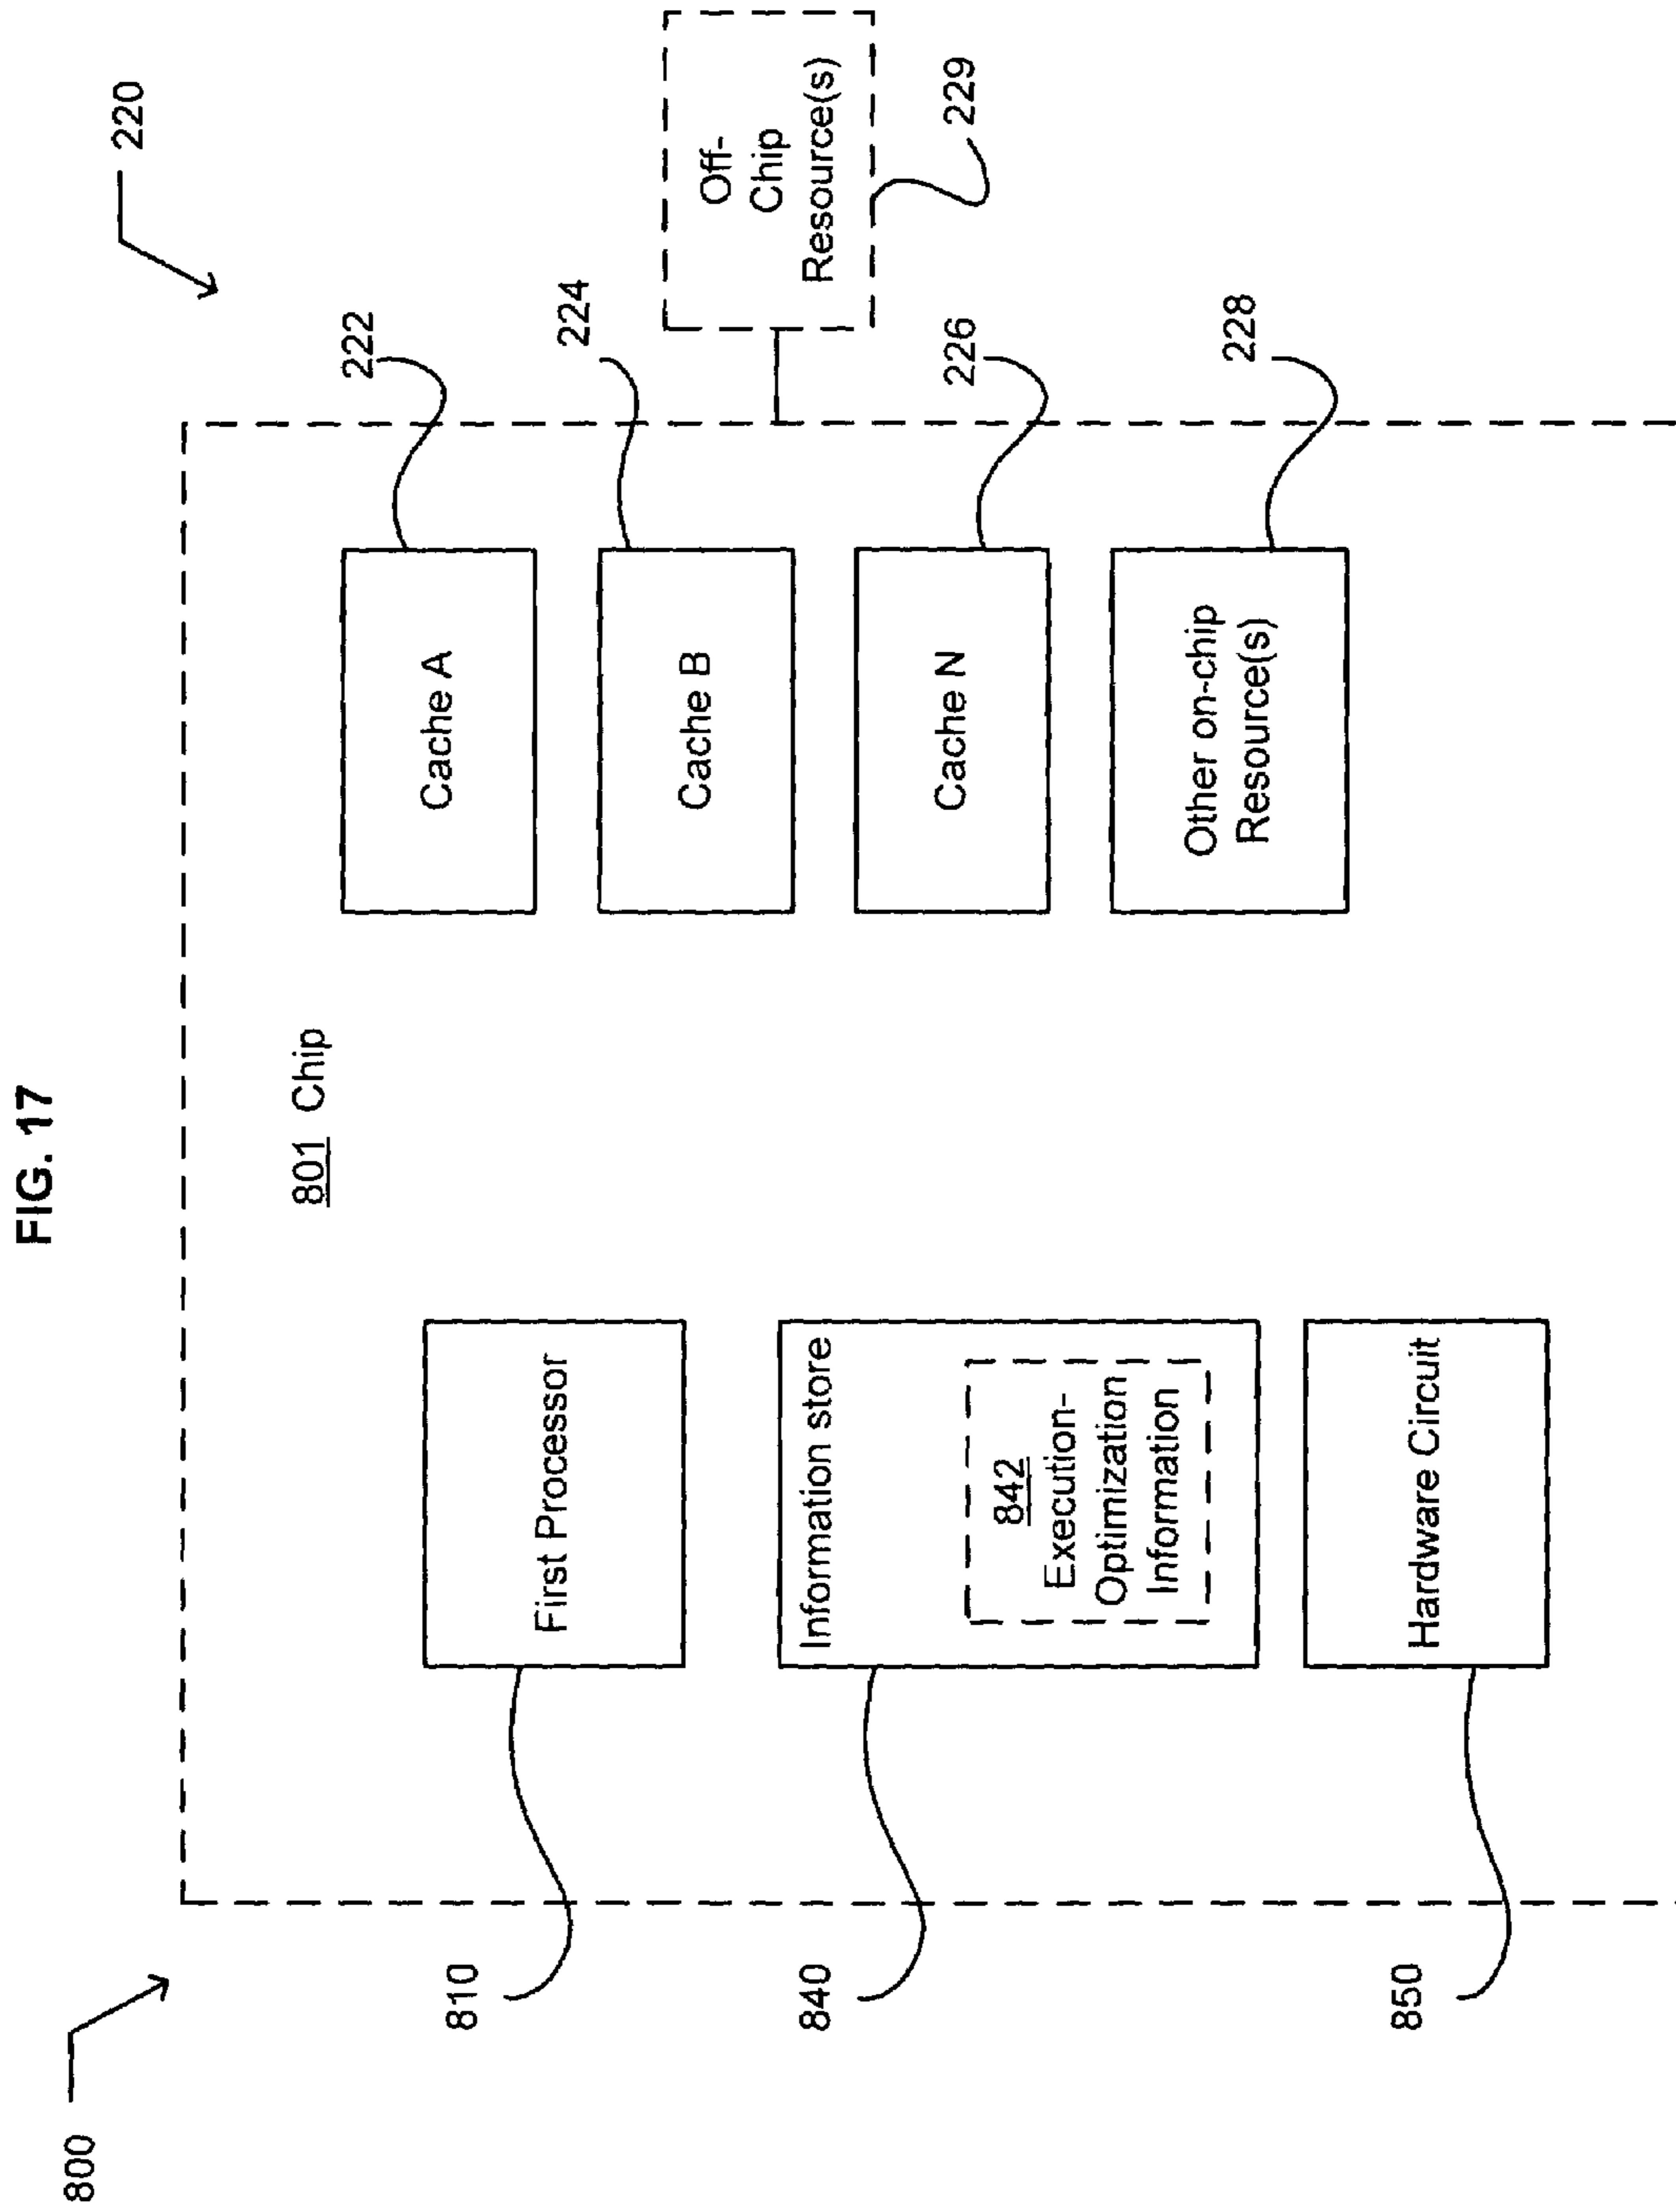 FIG. 17
800
220
801 Chip
810
First Processor
Cache A
222
840
Information store
842
Execution-
Optimization
Information
Cache B
224
Off-
Chip
Resource(s)
229
Cache N
226
850
Hardware Circuit
Other on-chip
Resource(s)
228